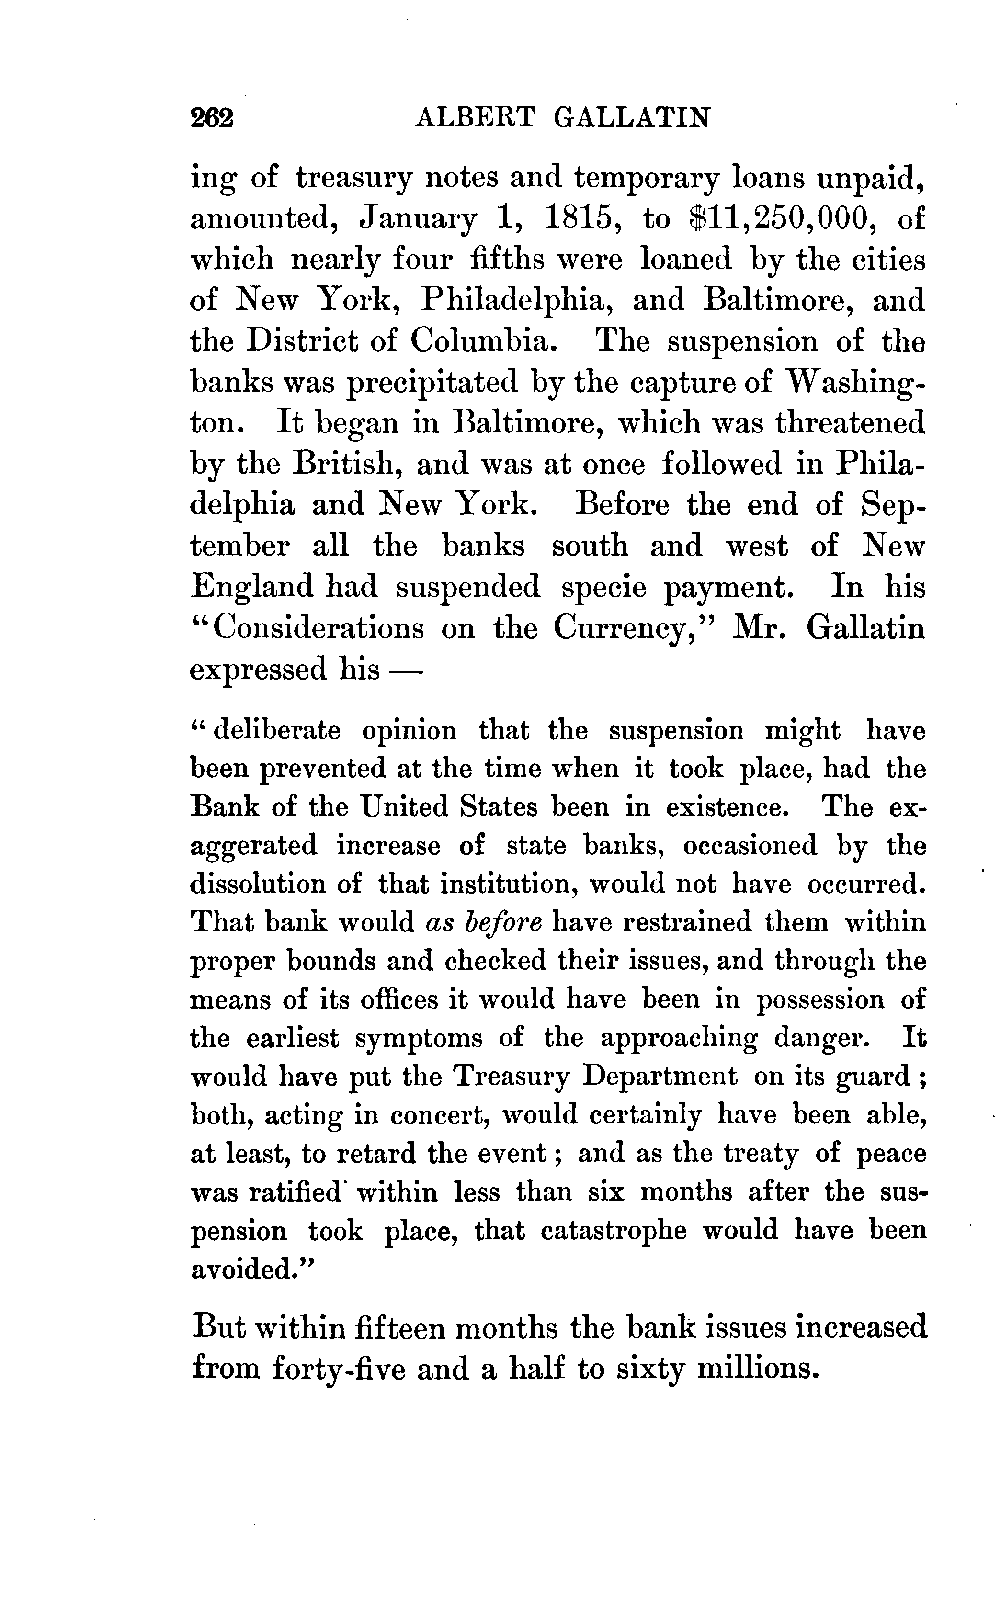 262 ALBERT GALLATIN
ing of treasury notes and temporary loans unpaid,
amounted, January 1, 1815, to $11,250,000, of
which nearly four fifths were loaned by the cities
of New York, Philadelphia, and Baltimore, and
the District of Columbia. The suspension of the
banks was precipitated by the capture of Washing-
ton. It began in Baltimore, which was threatened
by the British, and was at once followed in Phila-
delphia and New York. Before the end of Sep-
tember all the banks south and west of New
England had suspended specie payment. In his
"Considerations on the Currency," Mr. Gallatin
expressed his —
"deliberate opinion that the suspension might have
been prevented at the time when it took place, had the
Bank of the United States been in existence. The ex-
aggerated increase of state banks, occasioned by the
dissolution of that institution, would not have occurred.
That bank would as before have restrained them within
proper bounds and checked their issues, and through the
means of its offices it would have been in possession of
the earliest symptoms of the approaching danger. It
would have put the Treasury Department on its guard;
both, acting in concert, would certainly have been able,
at least, to retard the event; and as the treaty of peace
was ratified within less than six months after the sus-
pension took place, that catastrophe would have been
avoided."
But within fifteen months the bank issues increased
from forty-five and a half to sixty millions.